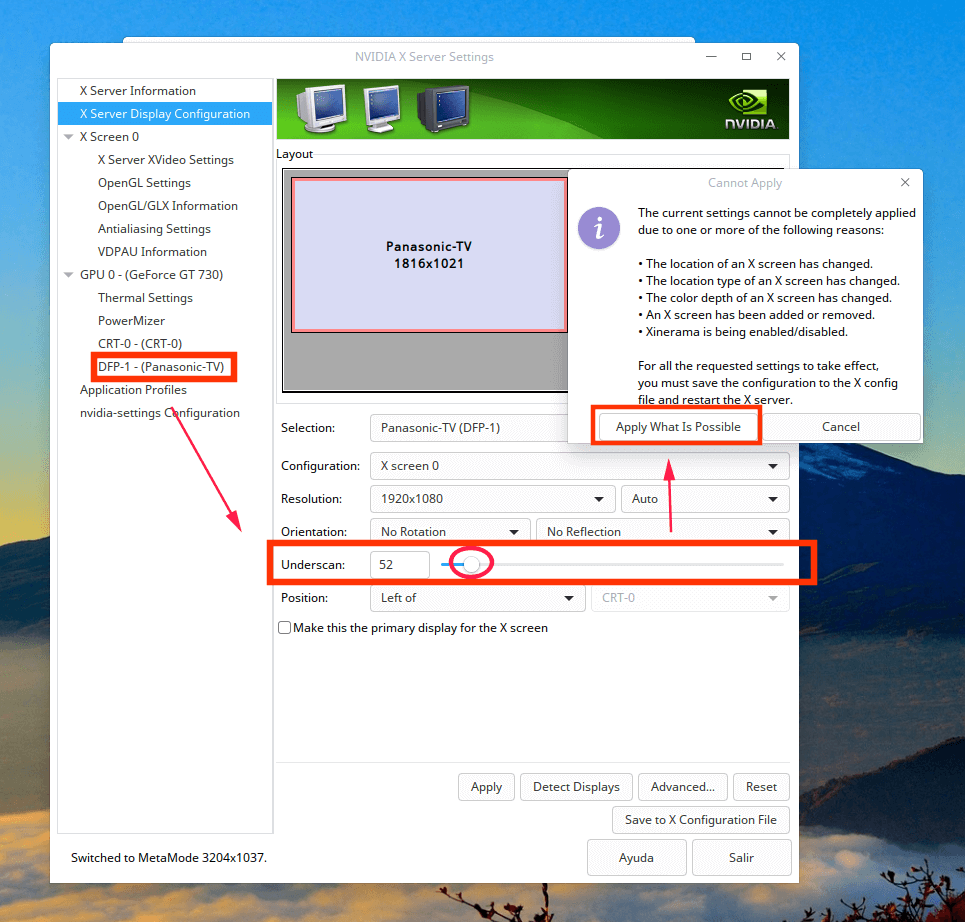 NVIDIA X Server Settings
X Server Information
X Server Display Configuration
X Screen 0
X Server XVideo Settings
OpenGL Settings
OpenGL/GLX Information
Antialiasing Settings
VDPAU Information
GPU 0 - (GeForce GT 730)
Thermal Settings
PowerMizer
CRT-0 - (CRT-0)
DFP-1 - (Panasonic-TV)
Application Profiles
nvidia-settings Configuration
NVIDIA.
Layout
Panasonic-TV
1816x1021
Cannot Apply
The current settings cannot be completely applied
due to one or more of the following reasons:
• The location of an X screen has changed.
• The location type of an X screen has changed.
• The color depth of an X screen has changed.
• An X screen has been added or removed.
• Xinerama is being enabled/disabled.
For all the requested settings to take effect,
you must save the configuration to the X config
file and restart the X server.
Apply What Is Possible Cancel
Selection: Panasonic-TV (DFP-1)
Configuration: X screen 0
Resolution: 1920x1080 Auto
Orientation: No Rotation No Reflection
Underscan: 52
Position: Left of CRT-0
Make this the primary display for the X screen
Apply Detect Displays Advanced... Reset
Save to X Configuration File
Switched to MetaMode 3204x1037. Ayuda Salir